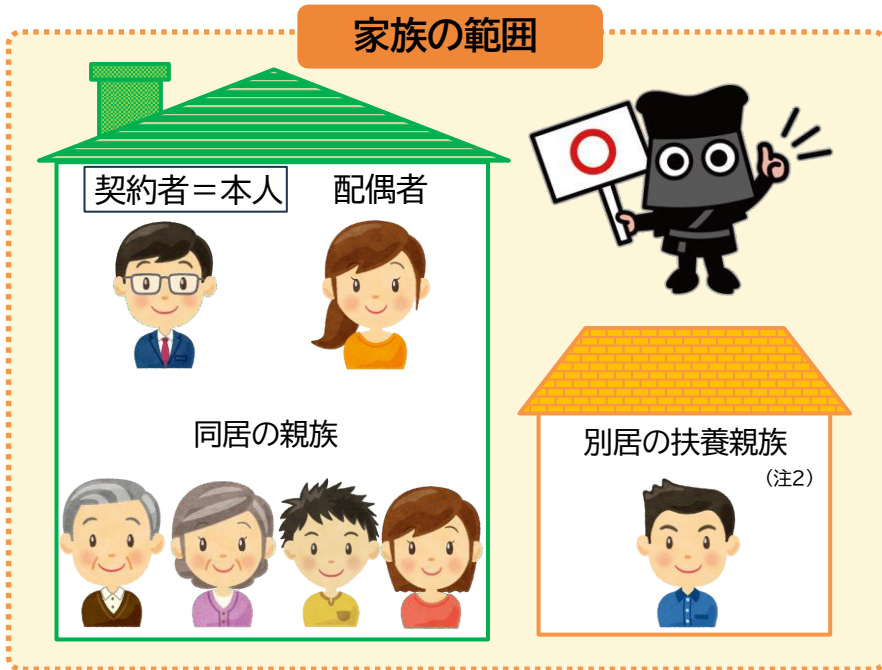 家族の範囲
契約者＝本人
配偶者
同居の親族
別居の扶養親族
（注2）